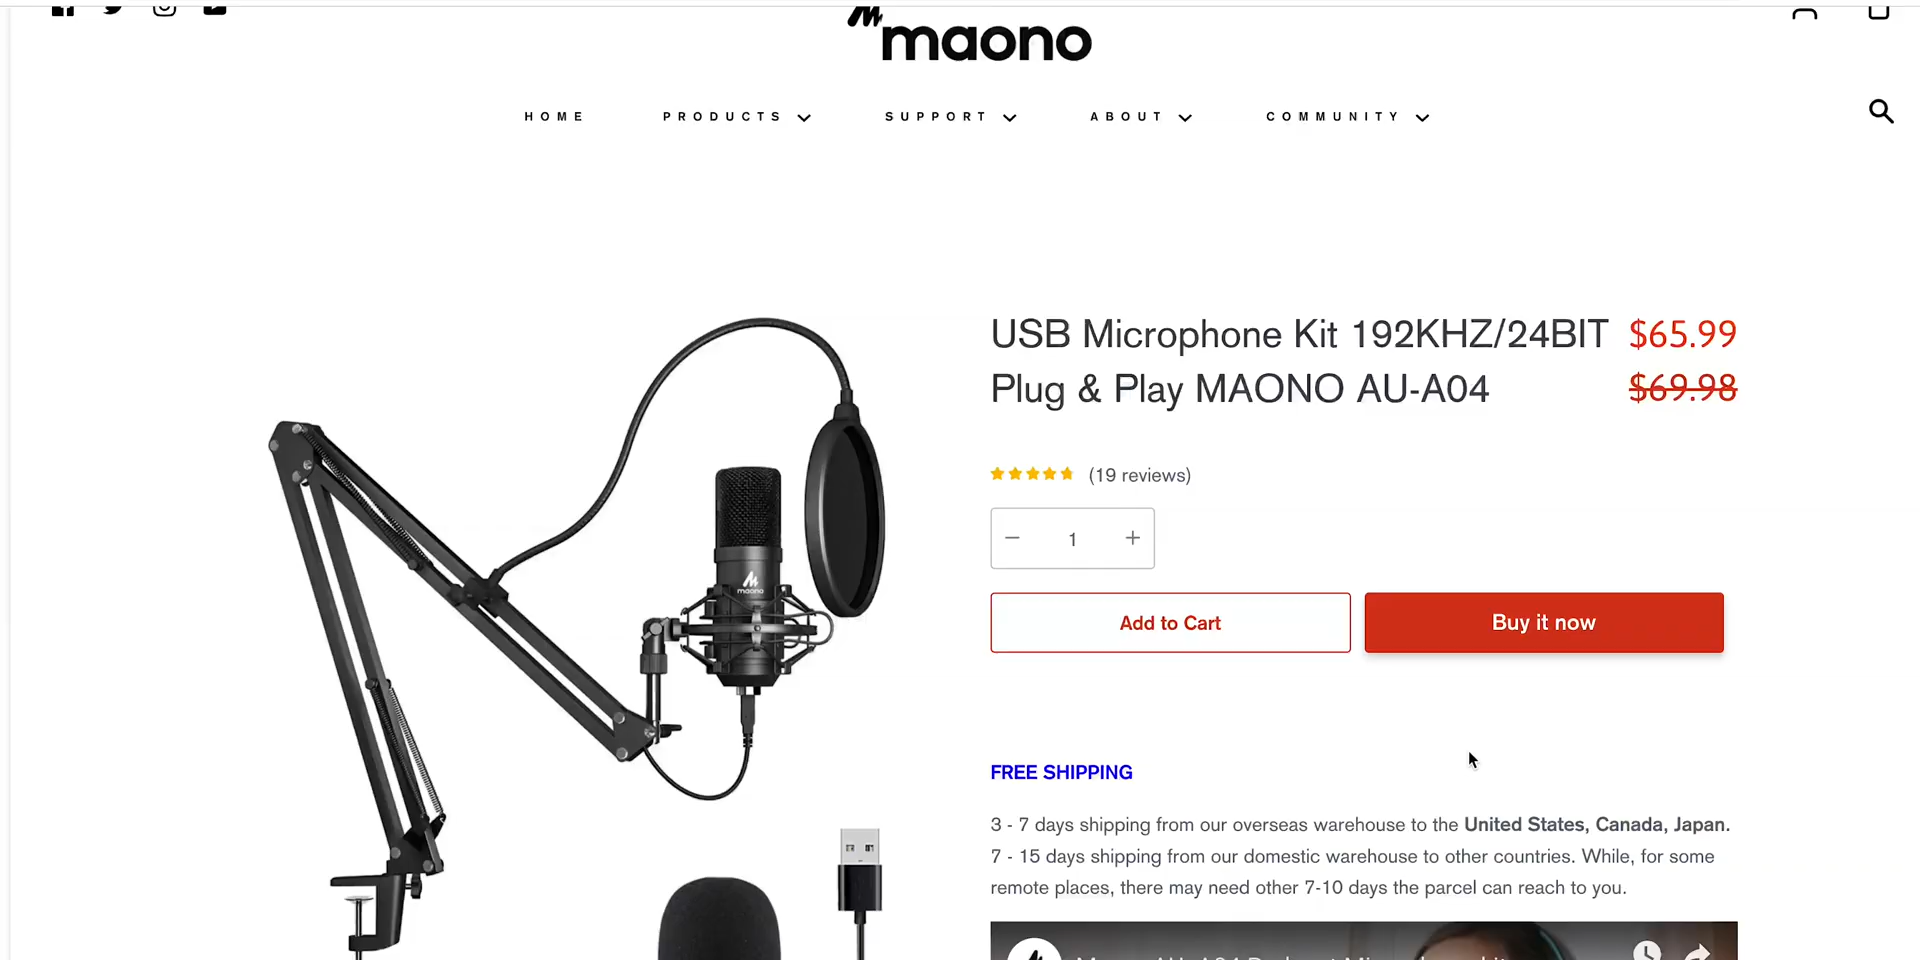 maono
HOME PRODUCTS SUPPORT ABOUT COMMUNITY
USB Microphone Kit 192KHZ/24BIT $65.99
Plug & Play MAONO AU-A04 $69.98
(19 reviews)
1
maono
Add to Cart Buy it now
FREE SHIPPING
3 - 7 days shipping from our overseas warehouse to the United States, Canada, Japan.
7 - 15 days shipping from our domestic warehouse to other countries. While, for some
remote places, there may need other 7-10 days the parcel can reach to you.